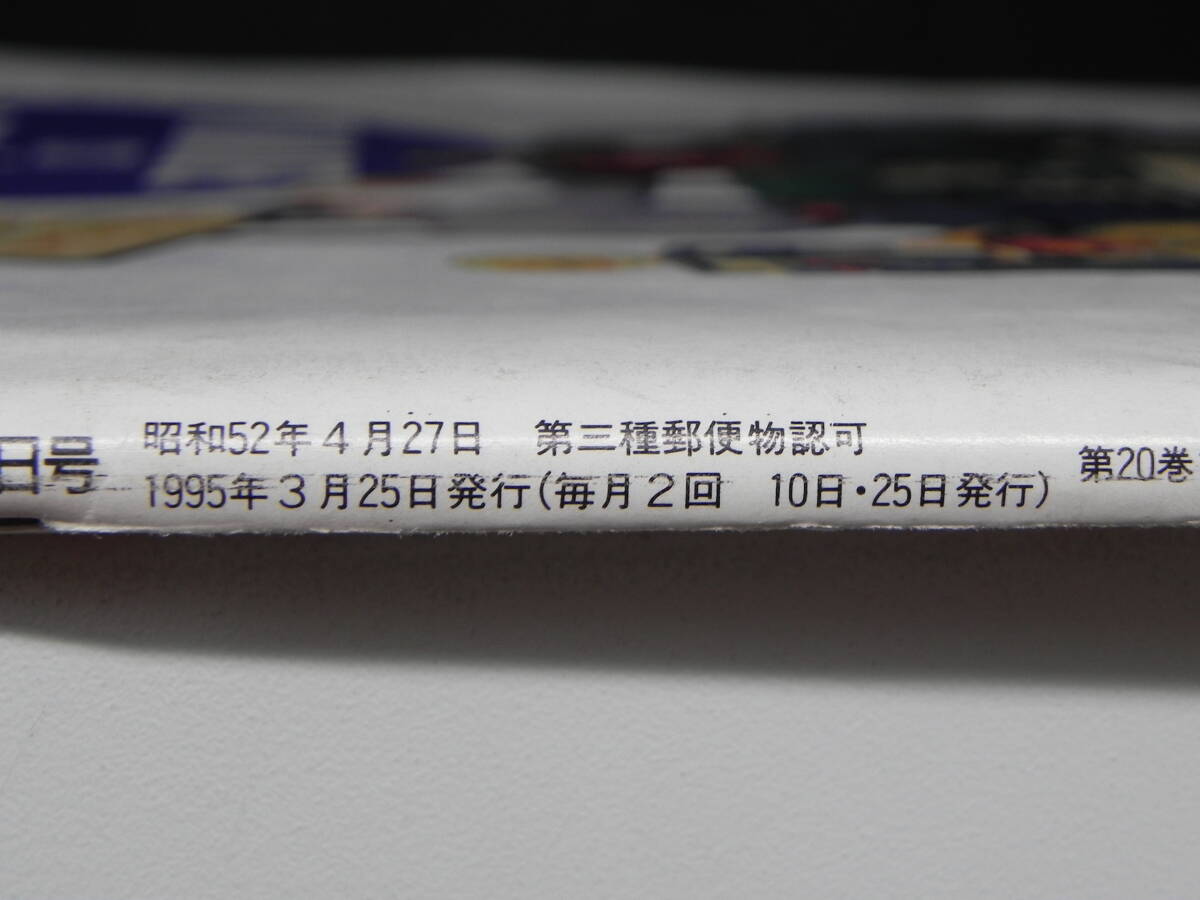 日号
昭和52年4月27日　第三種郵便物認可
1995年3月25日発行(毎月2回　10日・25日発行)
第20巻